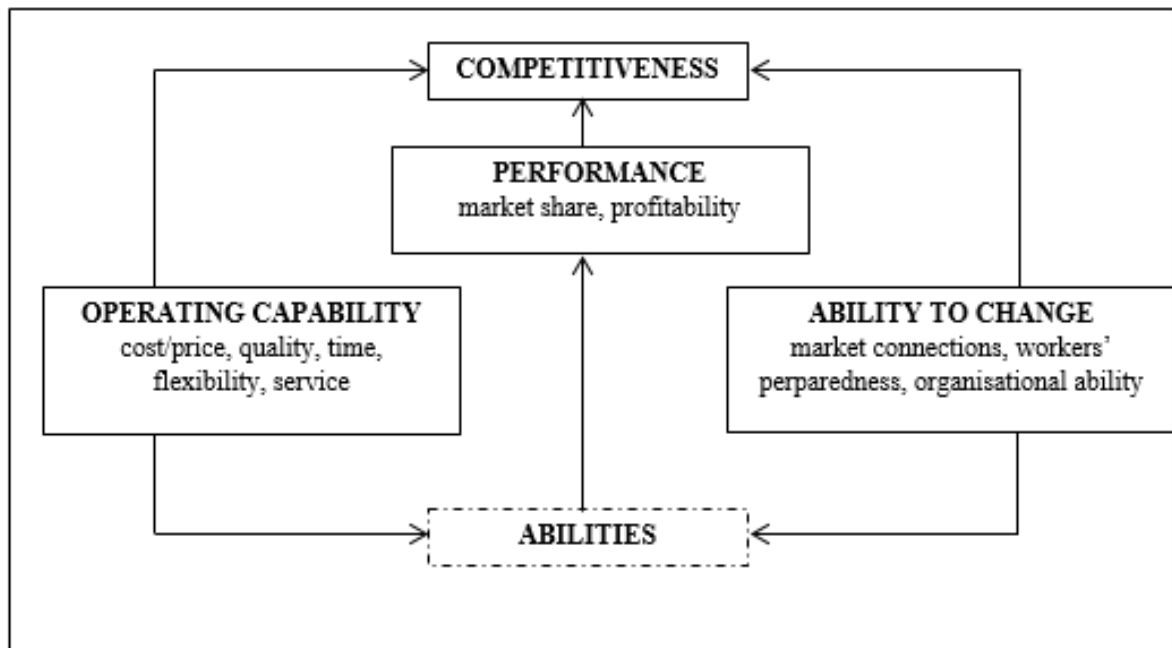 COMPETITIVENESS
PERFORMANCE
market share, profitability
OPERATING CAPABILITY
cost/price, quality, time,
flexibility, service
ABILITY TO CHANGE
market connections, workers’
perparedness, organisational ability
ABILITIES